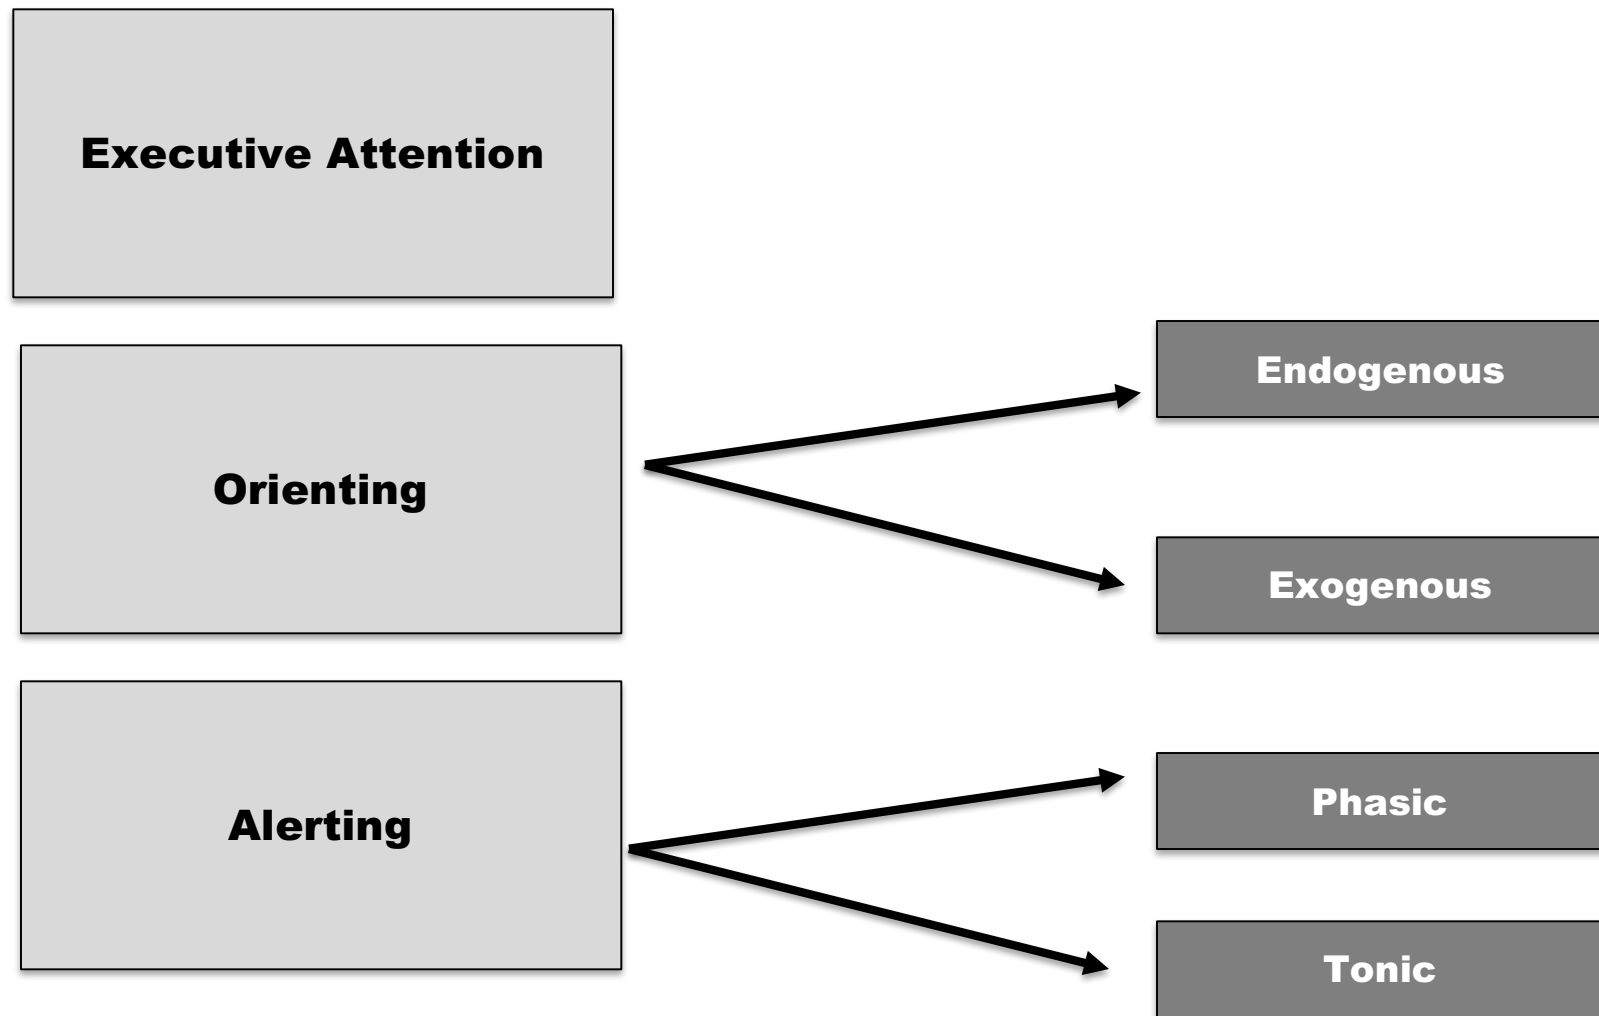 Executive Attention
Orienting
Endogenous
Exogenous
Alerting
Phasic
Tonic